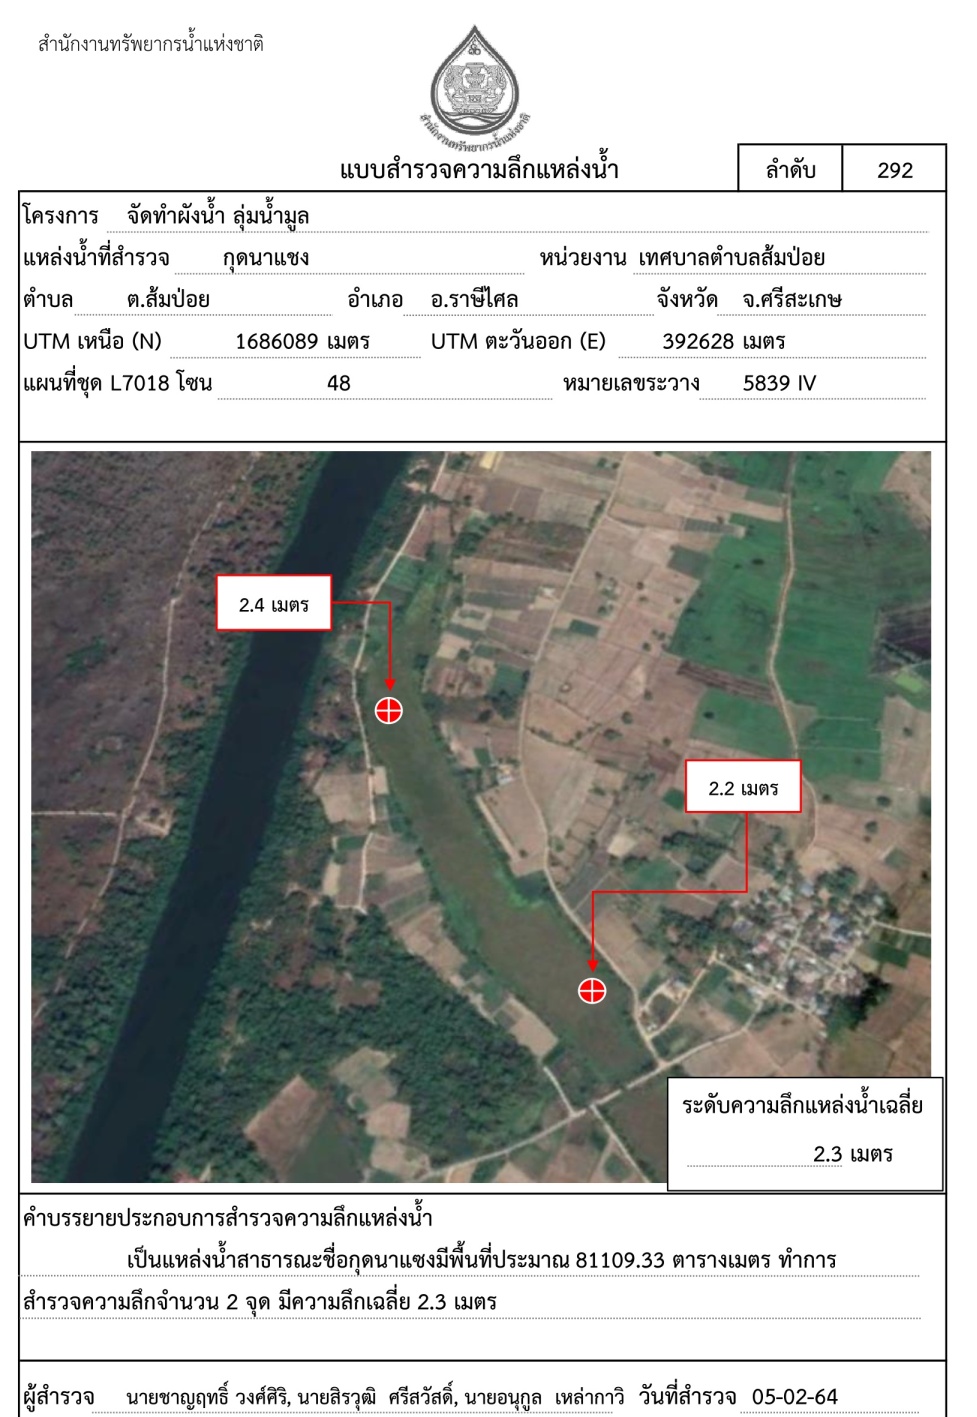 สำนักงานทรัพยากรน้ำแห่งชาติ
สำนักงานทรัพยากรน้ำแห่งชาติ
แบบสำรวจความลึกแหล่งน้ำ ลำดับ 292
โครงการ จัดทำผังน้ำ ลุ่มน้ำมูล
แหล่งน้ำที่สำรวจ กุดนาแซง หน่วยงาน เทศบาลตำบลส้มป่อย
ตำบล ต.ส้มป่อย อำเภอ อ.ราษีไศล จังหวัด จ.ศรีสะเกษ
UTM เหนือ (N) 1686089 เมตร UTM ตะวันออก (E) 392628 เมตร
แผนที่ชุด L7018 โซน 48 หมายเลขระวาง 5839 IV
2.4 เมตร
2.2 เมตร
ระดับความลึกแหล่งน้ำเฉลี่ย
2.3 เมตร
คำบรรยายประกอบการสำรวจความลึกแหล่งน้ำ
เป็นแหล่งน้ำสาธารณะชื่อกุดนาแซงมีพื้นที่ประมาณ 81109.33 ตารางเมตร ทำการ
สำรวจความลึกจำนวน 2 จุด มีความลึกเฉลี่ย 2.3 เมตร
ผู้สำรวจ นายชาญฤทธิ์ วงศ์ศิริ, นายสิรวุฒิ ศรีสวัสดิ์, นายอนุกูล เหล่ากาวี วันที่สำรวจ 05-02-64